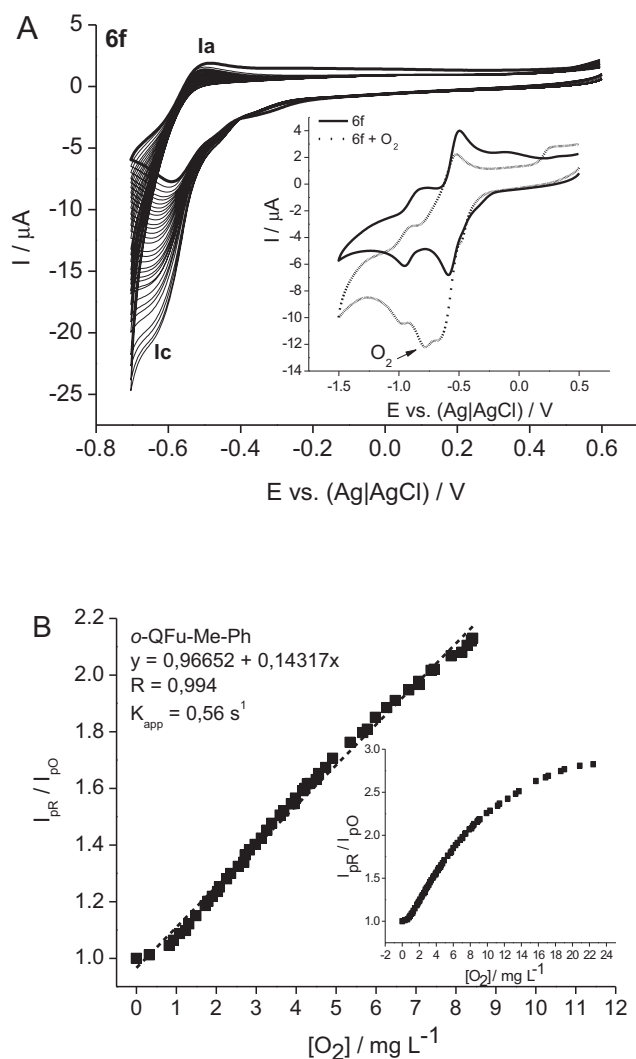 A
6f
Ia
Ic
I / µA
5
0
-5
-10
-15
-20
-25
-0.8 -0.6 -0.4 -0.2 0.0 0.2 0.4 0.6
E vs. (Ag|AgCl) / V
6f
6f + O2
I / µA
4
2
0
-2
-4
-6
-8
-10
-12
-14
O2
-1.5 -1.0 -0.5 0.0 0.5
E vs. (Ag|AgCl) / V
B
o-QFu-Me-Ph
y = 0,96652 + 0,14317x
R = 0,994
Kapp = 0,56 s1
IpR / IpO
2.2
2.0
1.8
1.6
1.4
1.2
1.0
0 1 2 3 4 5 6 7 8 9 10 11 12
[O2] / mg L-1
IpR / IpO
3.0
2.5
2.0
1.5
1.0
-2 0 2 4 6 8 10 12 14 16 18 20 22 24
[O2] / mg L-1